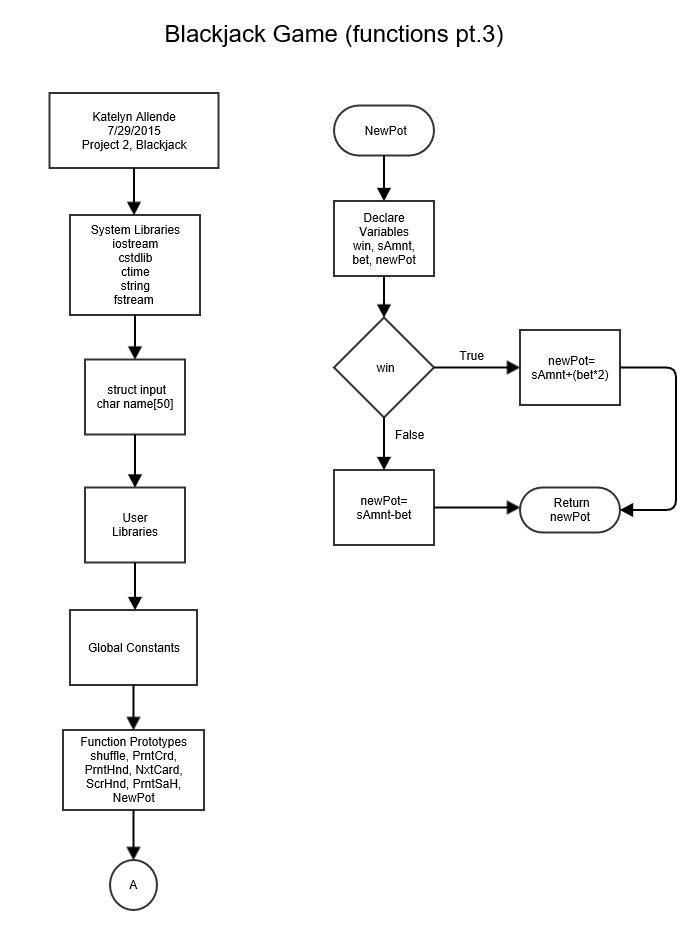 Blackjack Game (functions pt.3)
Katelyn Allende
7/29/2015
Project 2, Blackjack
System Libraries
iostream
cstdlib
ctime
string
fstream
struct input
char name[50]
User
Libraries
Global Constants
Function Prototypes
shuffle, PrntCrd,
PrntHnd, NxtCard,
ScrHnd, PrntSaH,
NewPot
A
NewPot
Declare
Variables
win, sAmnt,
bet, newPot
win
True
newPot=
sAmnt+(bet*2)
False
newPot=
sAmnt-bet
Return
newPot